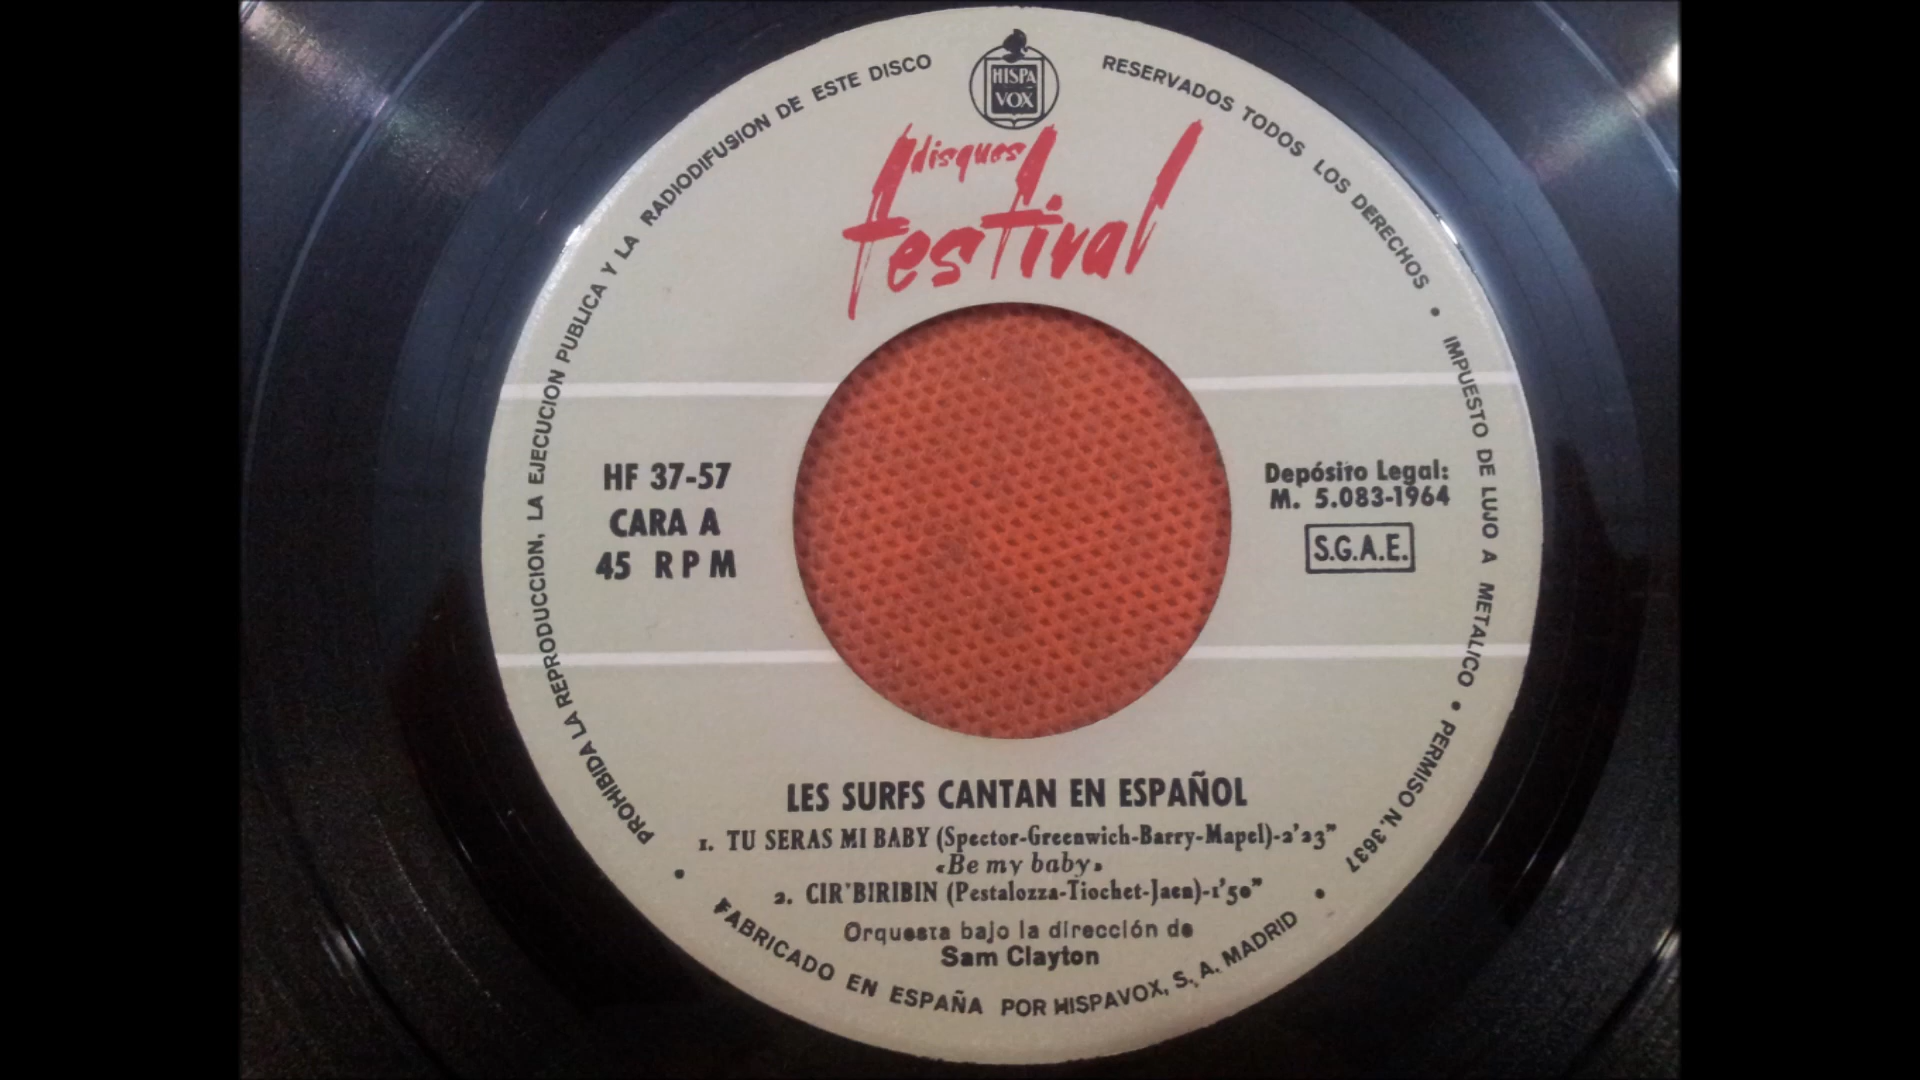 HISPA
VOX
disques
festival
PROHIBIDA LA REPRODUCCION, LA EJECUCION PUBLICA Y LA RADIODIFUSION DE ESTE DISCO
RESERVADOS TODOS LOS DERECHOS • IMPUESTO DE LUJO A METALICO • PERMISO N.3637 •
HF 37-57
CARA A
45 RPM
Depósito Legal:
M. 5.083-1964
S.G.A.E.
LES SURFS CANTAN EN ESPAÑOL
1. TU SERAS MI BABY (Spector-Greenwich-Barry-Mapel)-2'23"
«Be my baby»
2. CIR'BIRIBIN (Pestalozza-Tiochet-Jaen)-1'50"
Orquesta bajo la dirección de
Sam Clayton
• FABRICADO EN ESPAÑA POR HISPAVOX, S. A. MADRID